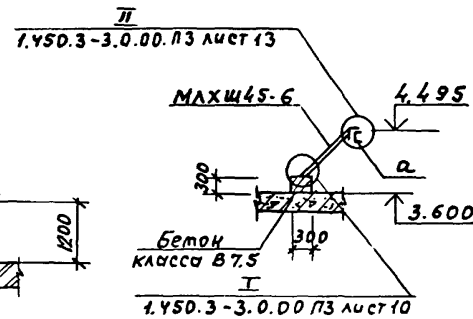 II
1.450.3-3.0.00.ПЗ лист 13
МЛХШ45-6
4.495
а
300
3.600
1200
Бетон
класса В 7.5
300
I
1.450.3-3.0.00 ПЗ лист 10